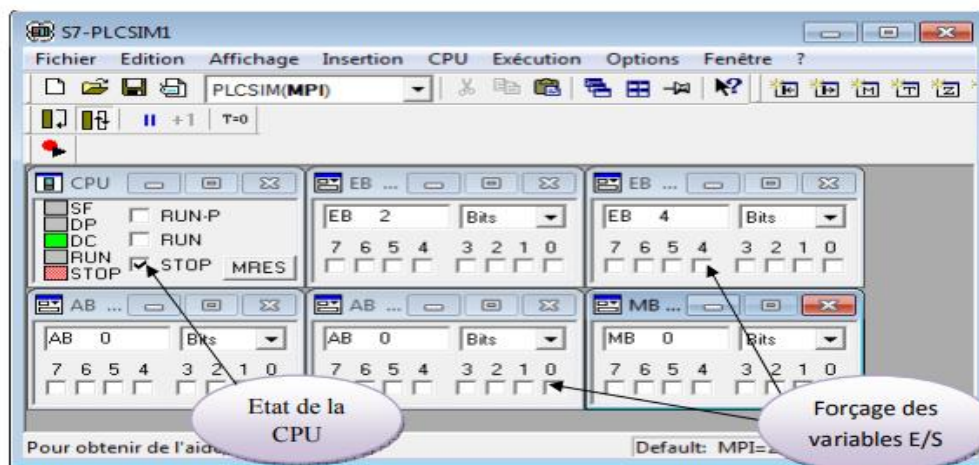 S7-PLCSIM1
Fichier Edition Affichage Insertion CPU Exécution Options Fenêtre ?
PLCSIM(MPI)
+1 T=0
CPU
SF
DP
DC
RUN
STOP
RUN-P
RUN
STOP
MRES
EB ...
EB 2 Bits
7 6 5 4 3 2 1 0
EB ...
EB 4 Bits
7 6 5 4 3 2 1 0
AB ...
AB 0 Bits
7 6 5 4 3 2 1 0
AB ...
AB 0 Bits
7 6 5 4 3 2 1 0
MB ...
MB 0 Bits
7 6 5 4 3 2 1 0
Etat de la
CPU
Forçage des
variables E/S
Pour obtenir de l'aid
Default: MPI=2